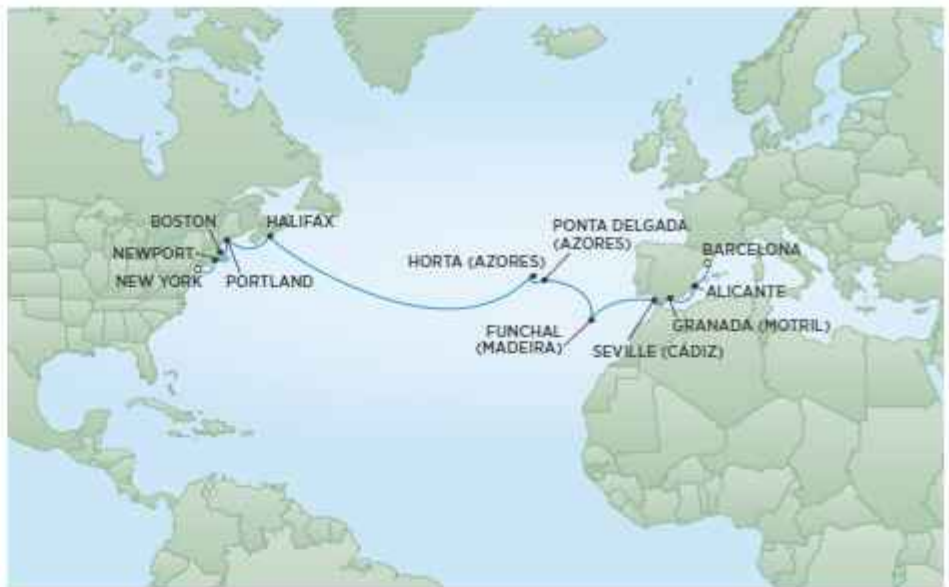 BOSTON
HALIFAX
NEWPORT
NEW YORK
PORTLAND
HORTA (AZORES)
PONTA DELGADA
(AZORES)
FUNCHAL
(MADEIRA)
SEVILLE (CÁDIZ)
GRANADA (MOTRIL)
ALICANTE
BARCELONA